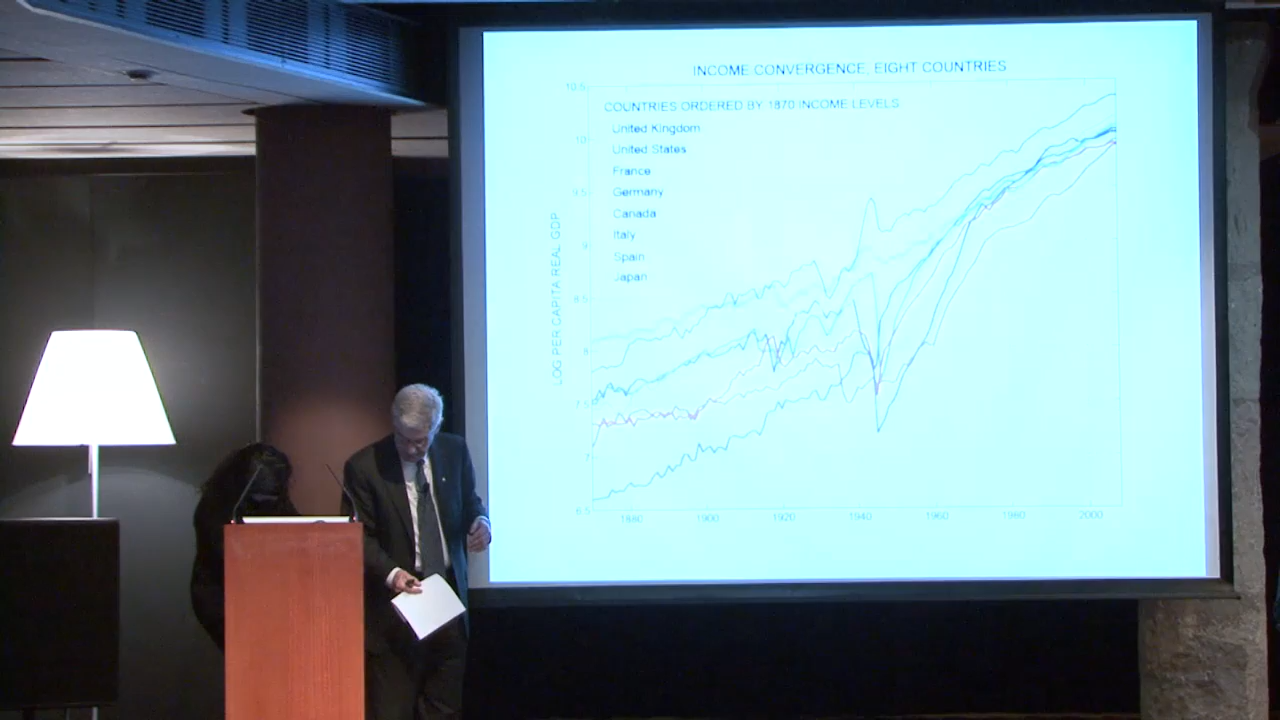 INCOME CONVERGENCE, EIGHT COUNTRIES
COUNTRIES ORDERED BY 1870 INCOME LEVELS
United Kingdom
United States
France
Germany
Canada
Italy
Spain
Japan
LOG PER CAPITA REAL GDP
10.5
10
9.5
9
8.5
8
7.5
7
6.5
1880 1900 1920 1940 1960 1980 2000